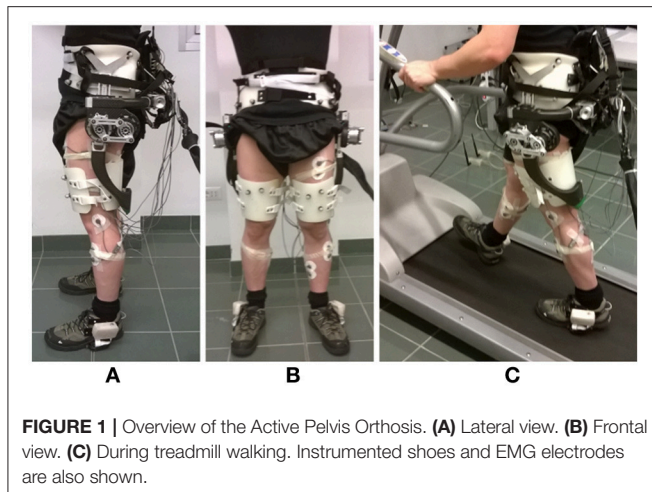 A
B
C
FIGURE 1 | Overview of the Active Pelvis Orthosis. (A) Lateral view. (B) Frontal
view. (C) During treadmill walking. Instrumented shoes and EMG electrodes
are also shown.